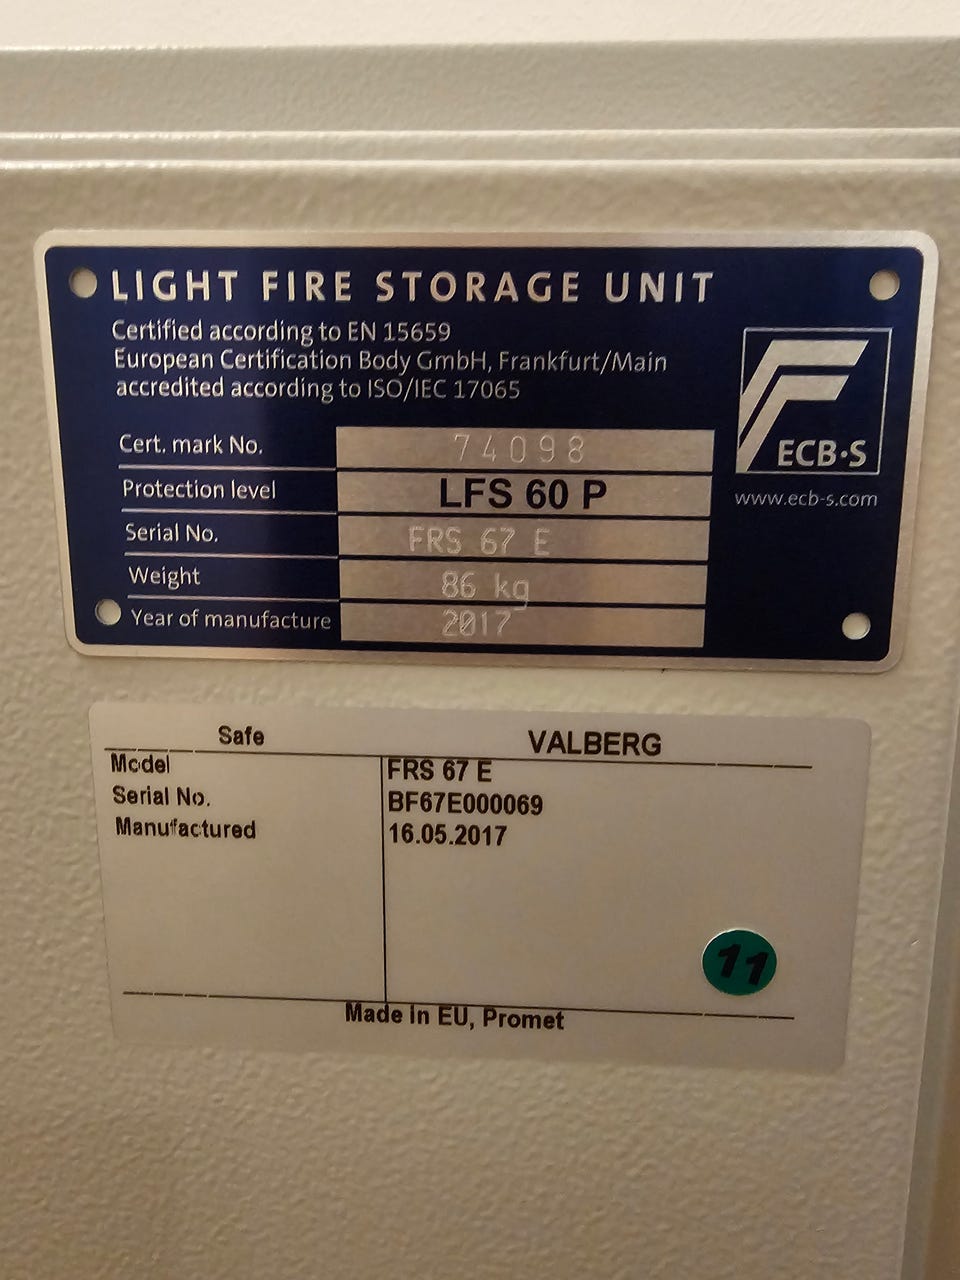 LIGHT FIRE STORAGE UNIT
Certified according to EN 15659
European Certification Body GmbH, Frankfurt/Main
accredited according to ISO/IEC 17065
ECB·S
www.ecb-s.com
Cert. mark No. 74098
Protection level LFS 60 P
Serial No. FRS 67 E
Weight 86 kg
Year of manufacture 2017
Safe VALBERG
Model FRS 67 E
Serial No. BF67E000069
Manufactured 16.05.2017
11
Made in EU, Promet